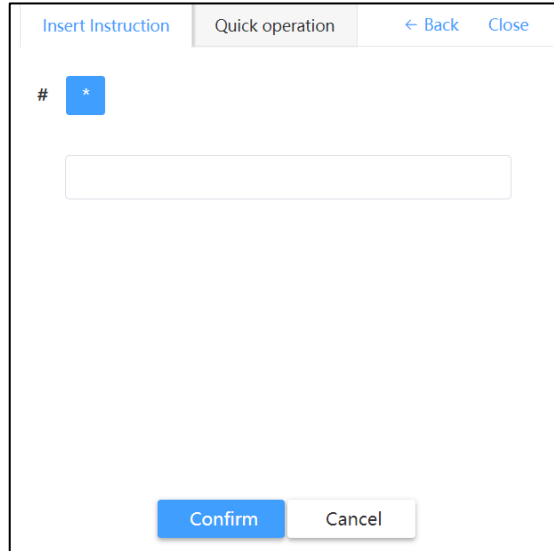 Insert Instruction Quick operation ← Back Close
# *
Confirm Cancel